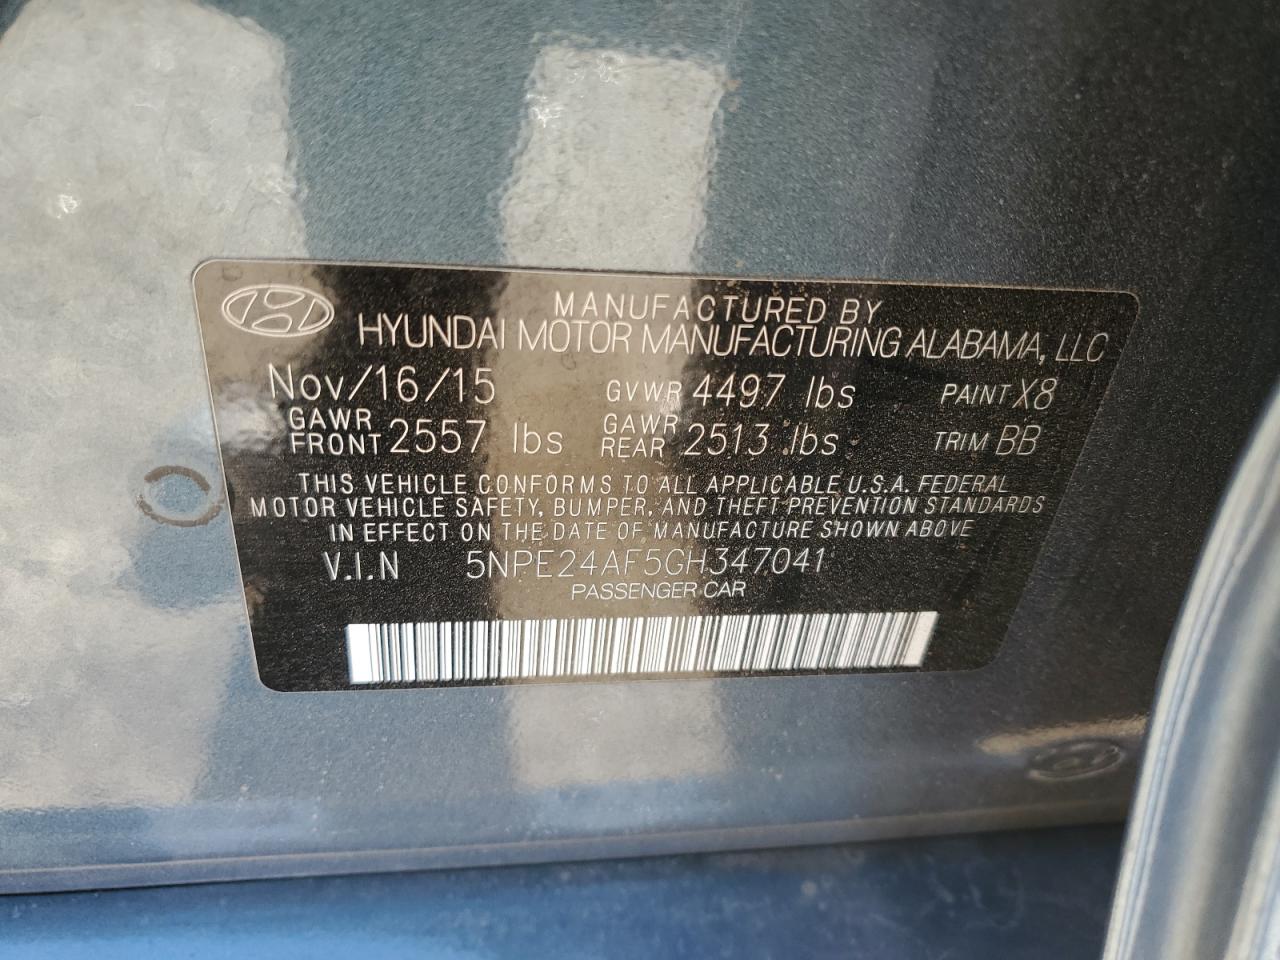 MANUFACTURED BY
HYUNDAI MOTOR MANUFACTURING ALABAMA, LLC
Nov/16/15 GVWR 4497 lbs PAINT X8
GAWR FRONT 2557 lbs GAWR REAR 2513 lbs TRIM BB
THIS VEHICLE CONFORMS TO ALL APPLICABLE U.S.A. FEDERAL
MOTOR VEHICLE SAFETY, BUMPER, AND THEFT PREVENTION STANDARDS
IN EFFECT ON THE DATE OF MANUFACTURE SHOWN ABOVE
V.I.N 5NPE24AF5GH347041
PASSENGER CAR